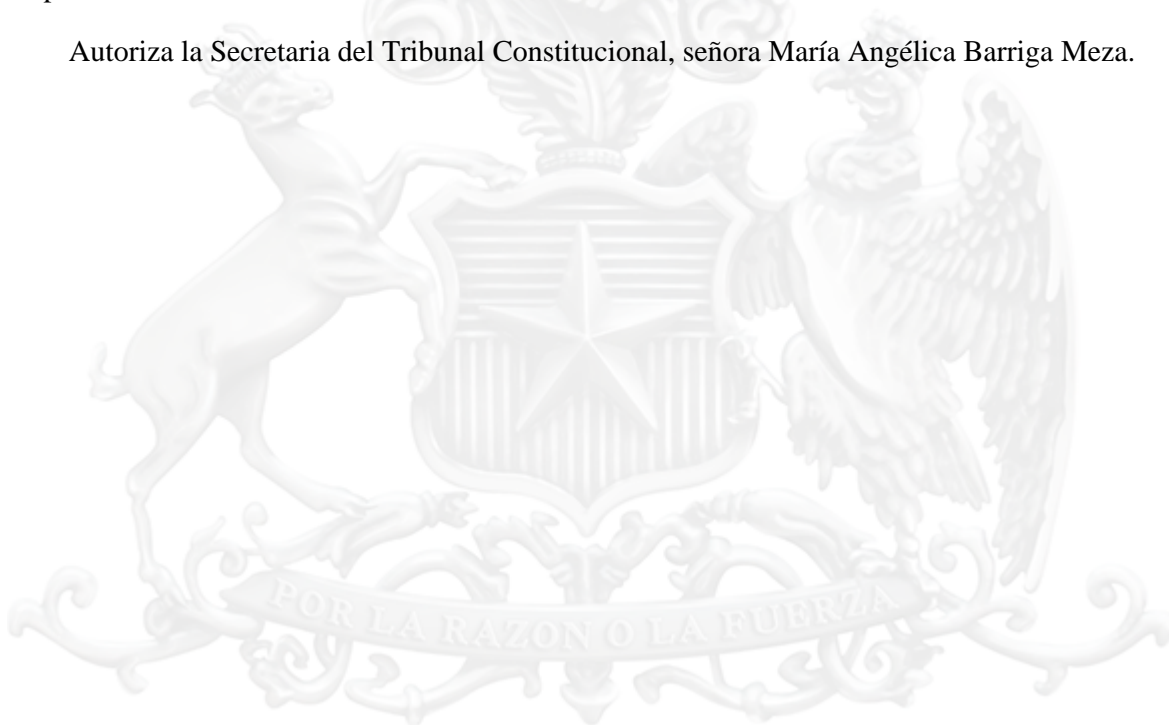 Autoriza la Secretaria del Tribunal Constitucional, señora María Angélica Barriga Meza.
POR LA RAZON O LA FUERZA